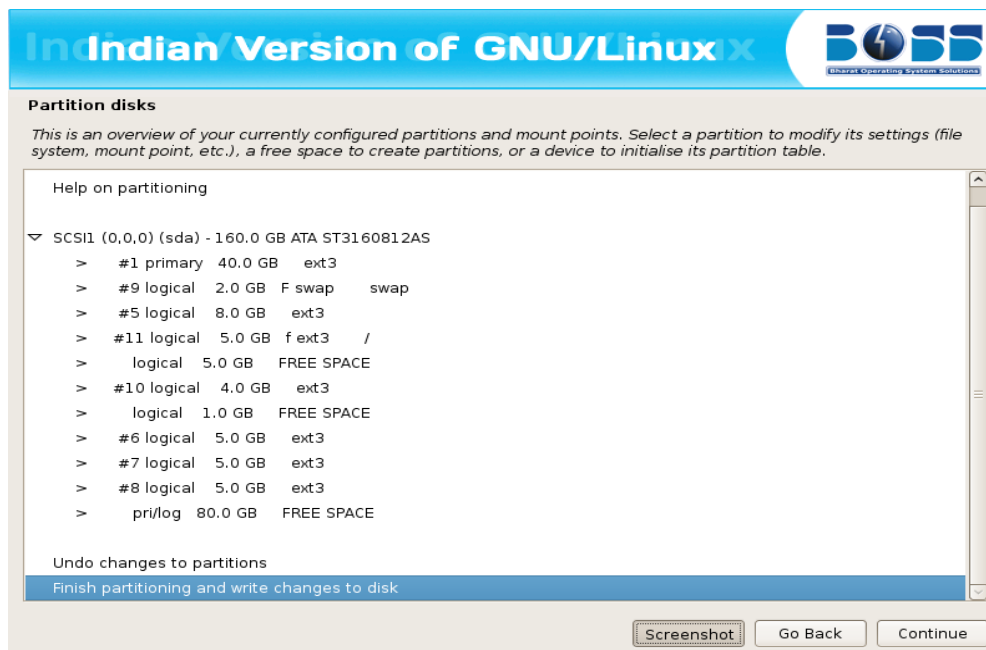 Indian Version of GNU/Linux
BOSS
Bharat Operating System Solutions
Partition disks
This is an overview of your currently configured partitions and mount points. Select a partition to modify its settings (file
system, mount point, etc.), a free space to create partitions, or a device to initialise its partition table.
Help on partitioning
SCSI1 (0,0,0) (sda) - 160.0 GB ATA ST3160812AS
> #1 primary 40.0 GB ext3
> #9 logical 2.0 GB F swap swap
> #5 logical 8.0 GB ext3
> #11 logical 5.0 GB f ext3 /
> logical 5.0 GB FREE SPACE
> #10 logical 4.0 GB ext3
> logical 1.0 GB FREE SPACE
> #6 logical 5.0 GB ext3
> #7 logical 5.0 GB ext3
> #8 logical 5.0 GB ext3
> pri/log 80.0 GB FREE SPACE
Undo changes to partitions
Finish partitioning and write changes to disk
Screenshot Go Back Continue